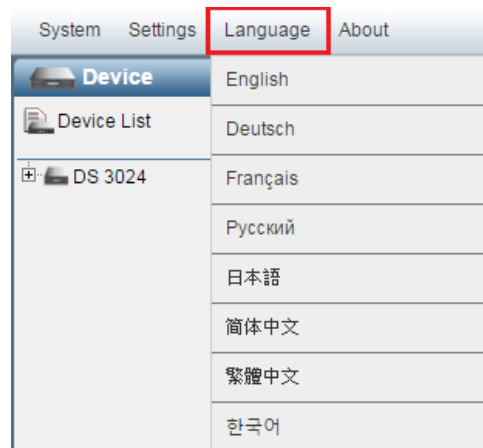 System Settings Language About
Device
Device List
DS 3024
English
Deutsch
Français
Русский
日本語
简体中文
繁體中文
한국어